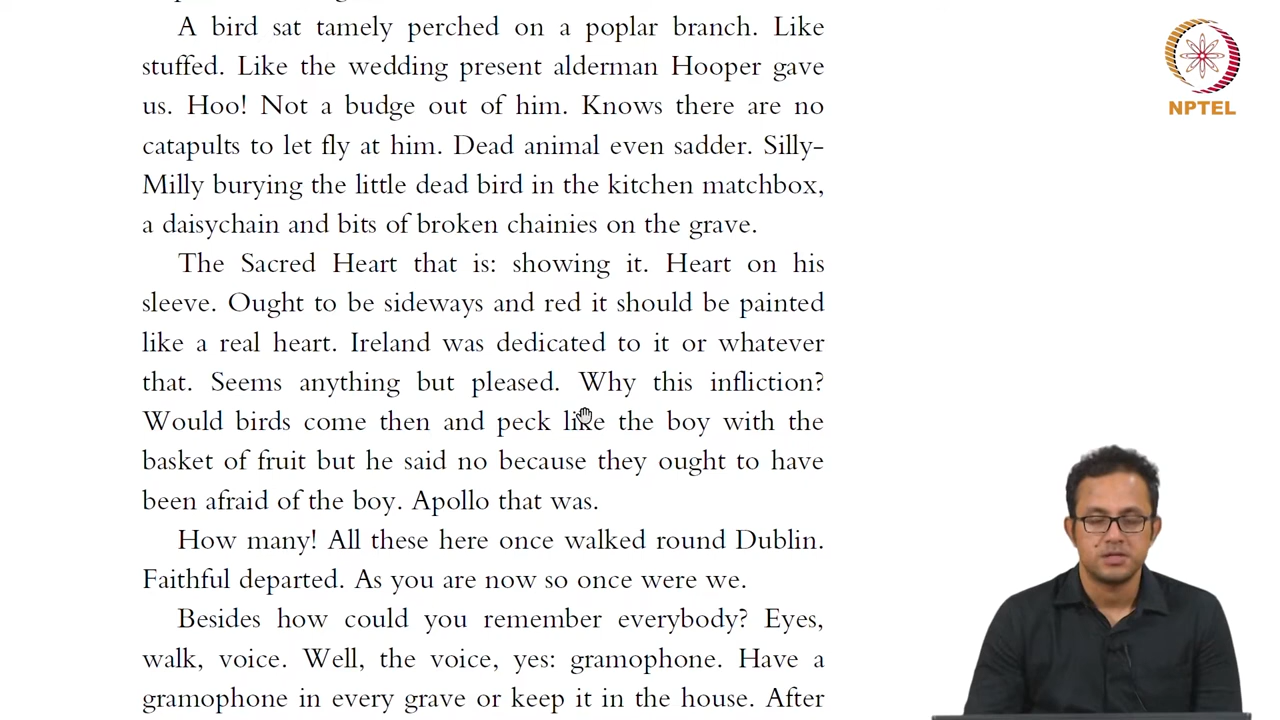 A bird sat tamely perched on a poplar branch. Like
stuffed. Like the wedding present alderman Hooper gave
us. Hoo! Not a budge out of him. Knows there are no
catapults to let fly at him. Dead animal even sadder. Silly-
Milly burying the little dead bird in the kitchen matchbox,
a daisychain and bits of broken chainies on the grave.
The Sacred Heart that is: showing it. Heart on his
sleeve. Ought to be sideways and red it should be painted
like a real heart. Ireland was dedicated to it or whatever
that. Seems anything but pleased. Why this infliction?
Would birds come then and peck like the boy with the
basket of fruit but he said no because they ought to have
been afraid of the boy. Apollo that was.
How many! All these here once walked round Dublin.
Faithful departed. As you are now so once were we.
Besides how could you remember everybody? Eyes,
walk, voice. Well, the voice, yes: gramophone. Have a
gramophone in every grave or keep it in the house. After
NPTEL